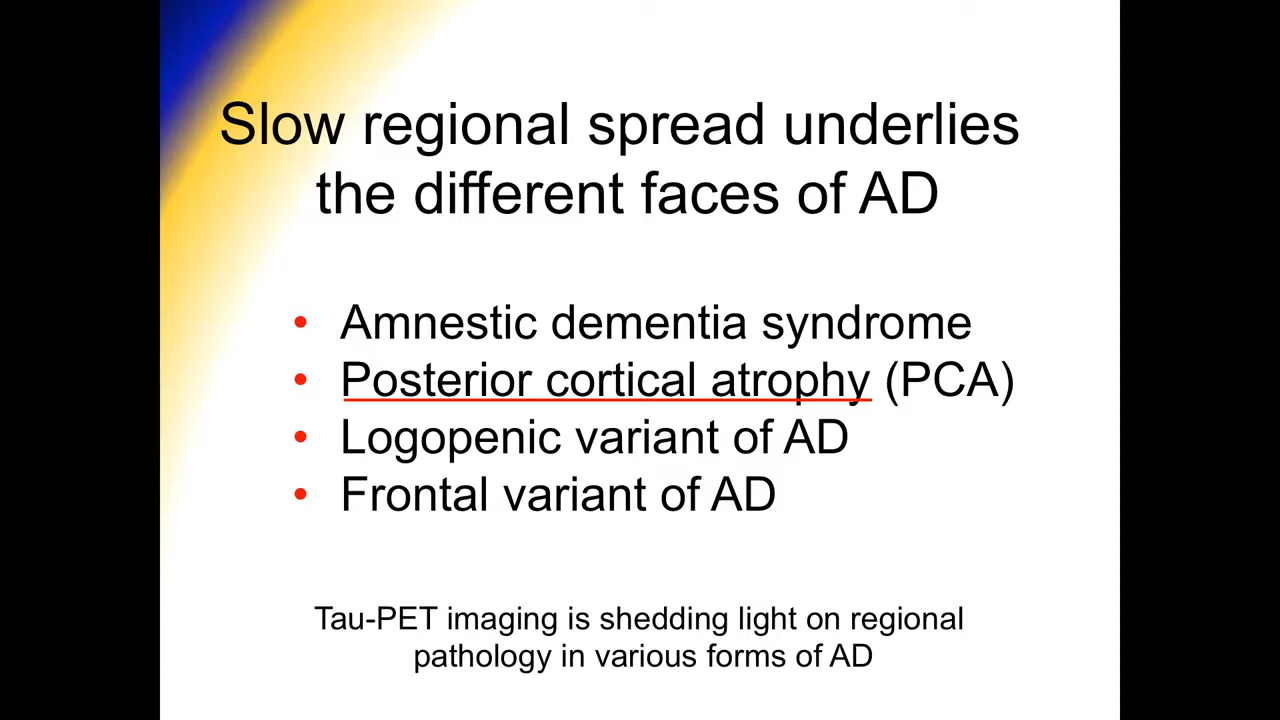 Slow regional spread underlies
the different faces of AD
• Amnestic dementia syndrome
• Posterior cortical atrophy (PCA)
• Logopenic variant of AD
• Frontal variant of AD
Tau-PET imaging is shedding light on regional
pathology in various forms of AD